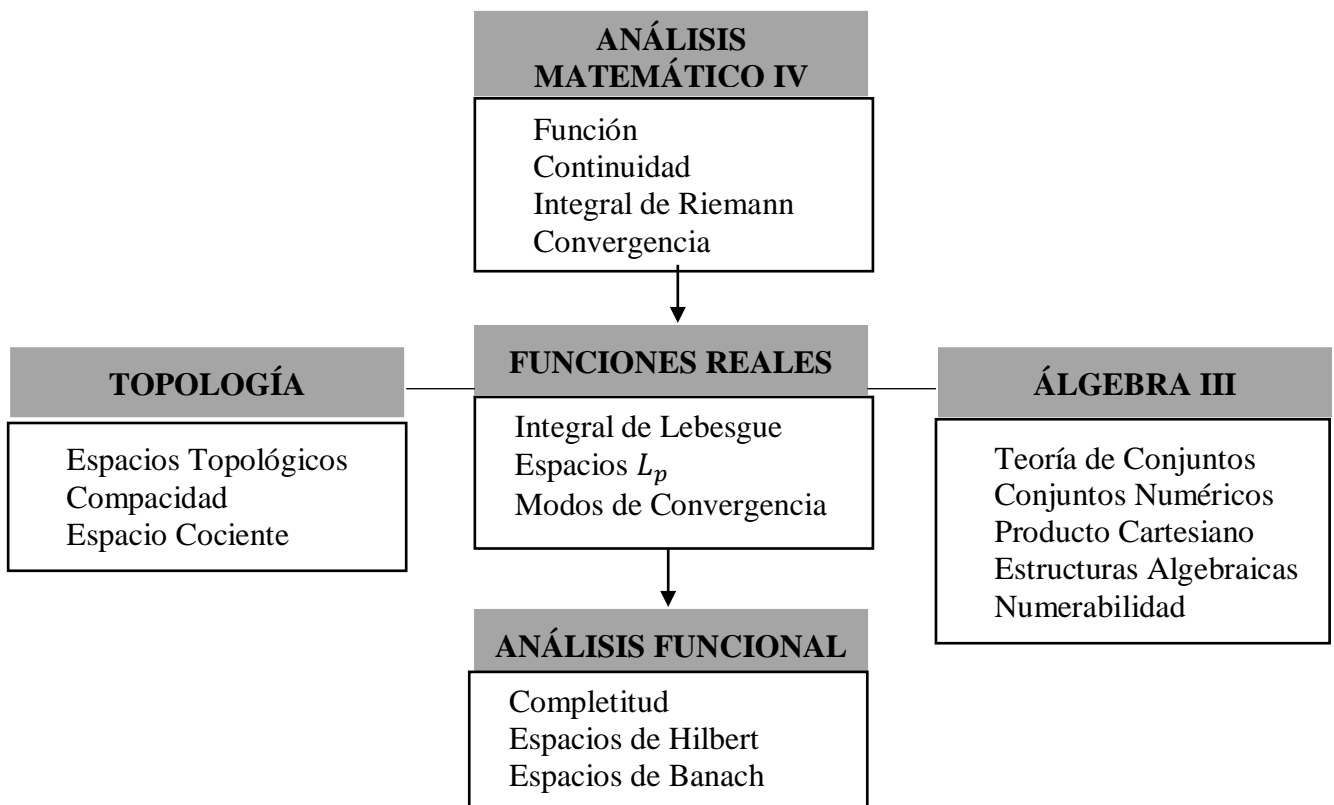 ANÁLISIS
MATEMÁTICO IV
Función
Continuidad
Integral de Riemann
Convergencia
TOPOLOGÍA
Espacios Topológicos
Compacidad
Espacio Cociente
FUNCIONES REALES
Integral de Lebesgue
Espacios Lₚ
Modos de Convergencia
ÁLGEBRA III
Teoría de Conjuntos
Conjuntos Numéricos
Producto Cartesiano
Estructuras Algebraicas
Numerabilidad
ANÁLISIS FUNCIONAL
Completitud
Espacios de Hilbert
Espacios de Banach